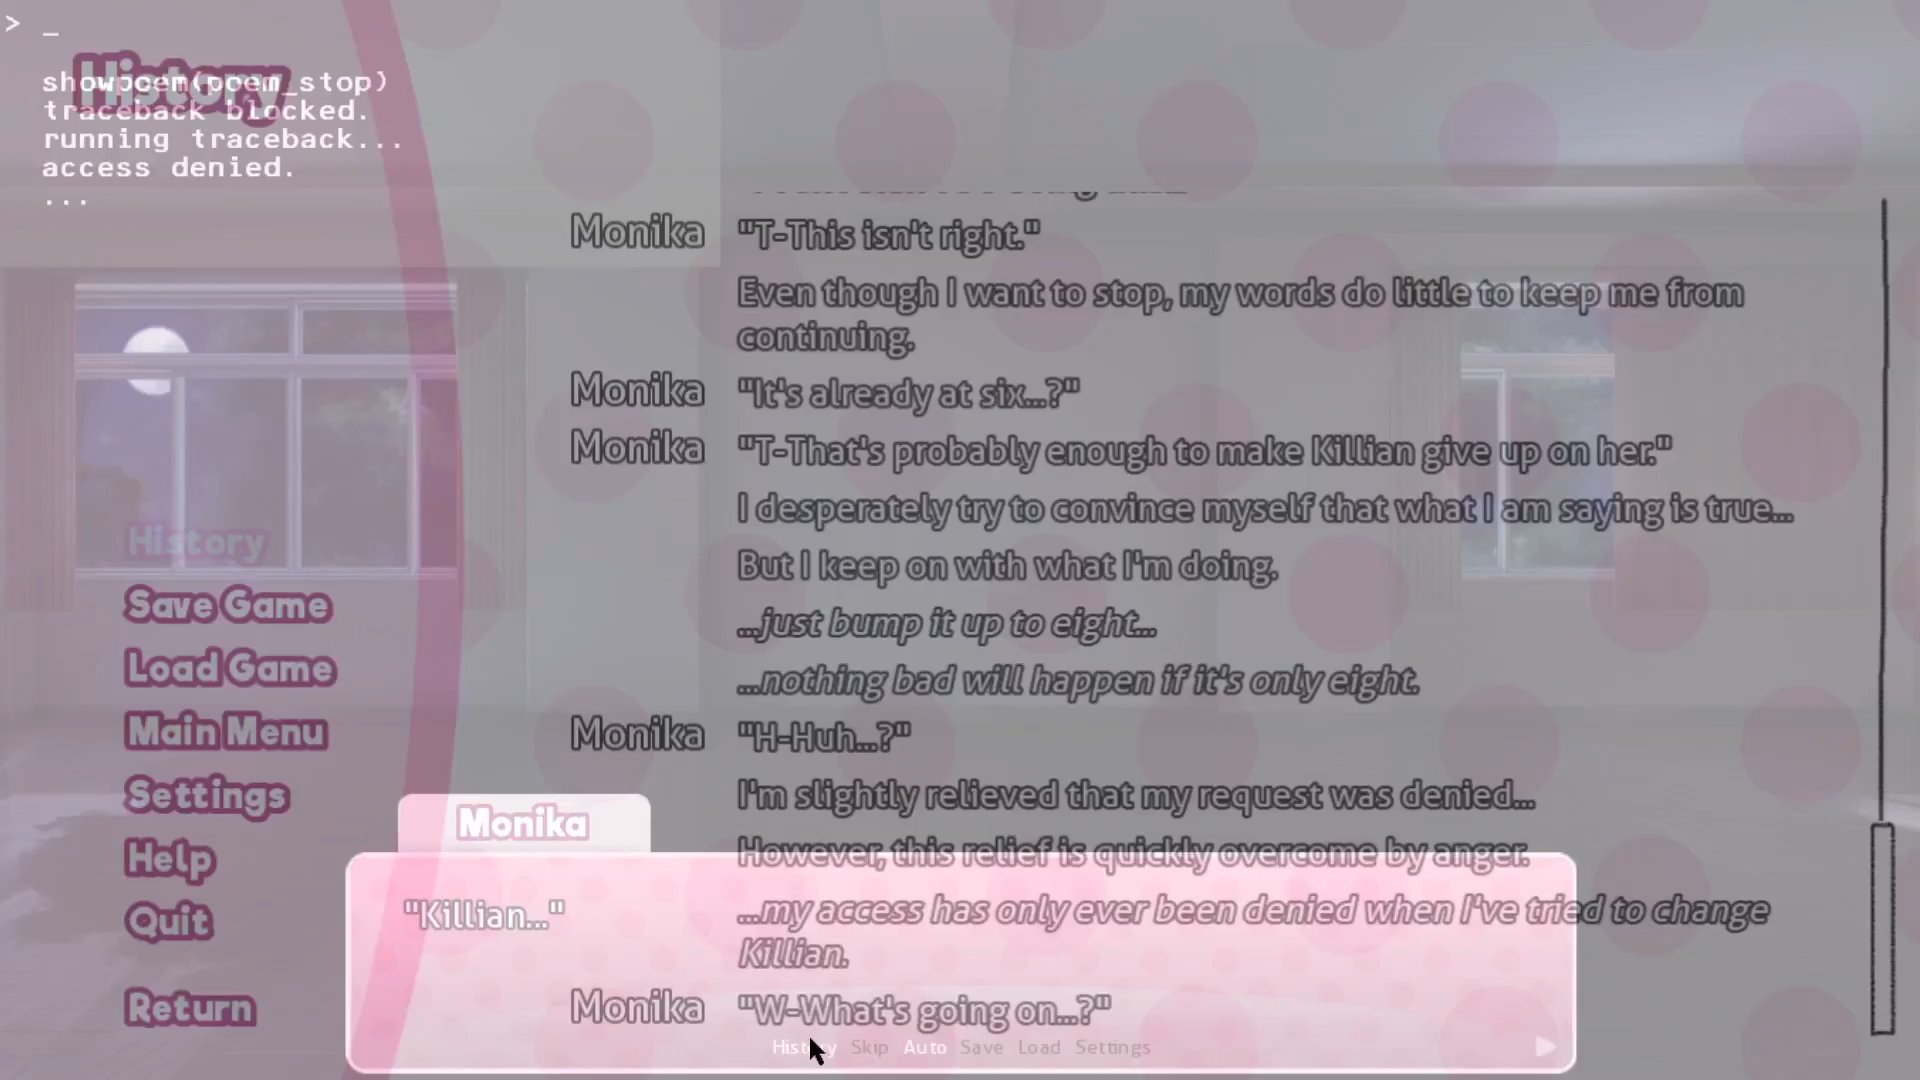 > _
History
showpoem(poem_stop)
traceback blocked.
running traceback...
access denied.
...
Monika "T-This isn't right."
Even though I want to stop, my words do little to keep me from
continuing.
Monika "It's already at six...?"
Monika "T-That's probably enough to make Killian give up on her."
I desperately try to convince myself that what I am saying is true...
But I keep on with what I'm doing.
...just bump it up to eight...
...nothing bad will happen if it's only eight.
Monika "H-Huh...?"
I'm slightly relieved that my request was denied...
However, this relief is quickly overcome by anger.
...my access has only ever been denied when I've tried to change
Killian.
Monika "W-What's going on...?"
History
Save Game
Load Game
Main Menu
Settings
Help
Quit
Return
Monika
"Killian..."
History Skip Auto Save Load Settings